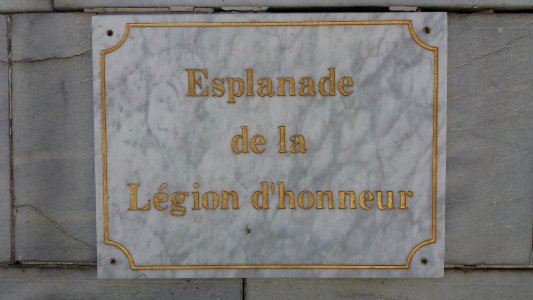 Esplanade
de la
Légion d'honneur